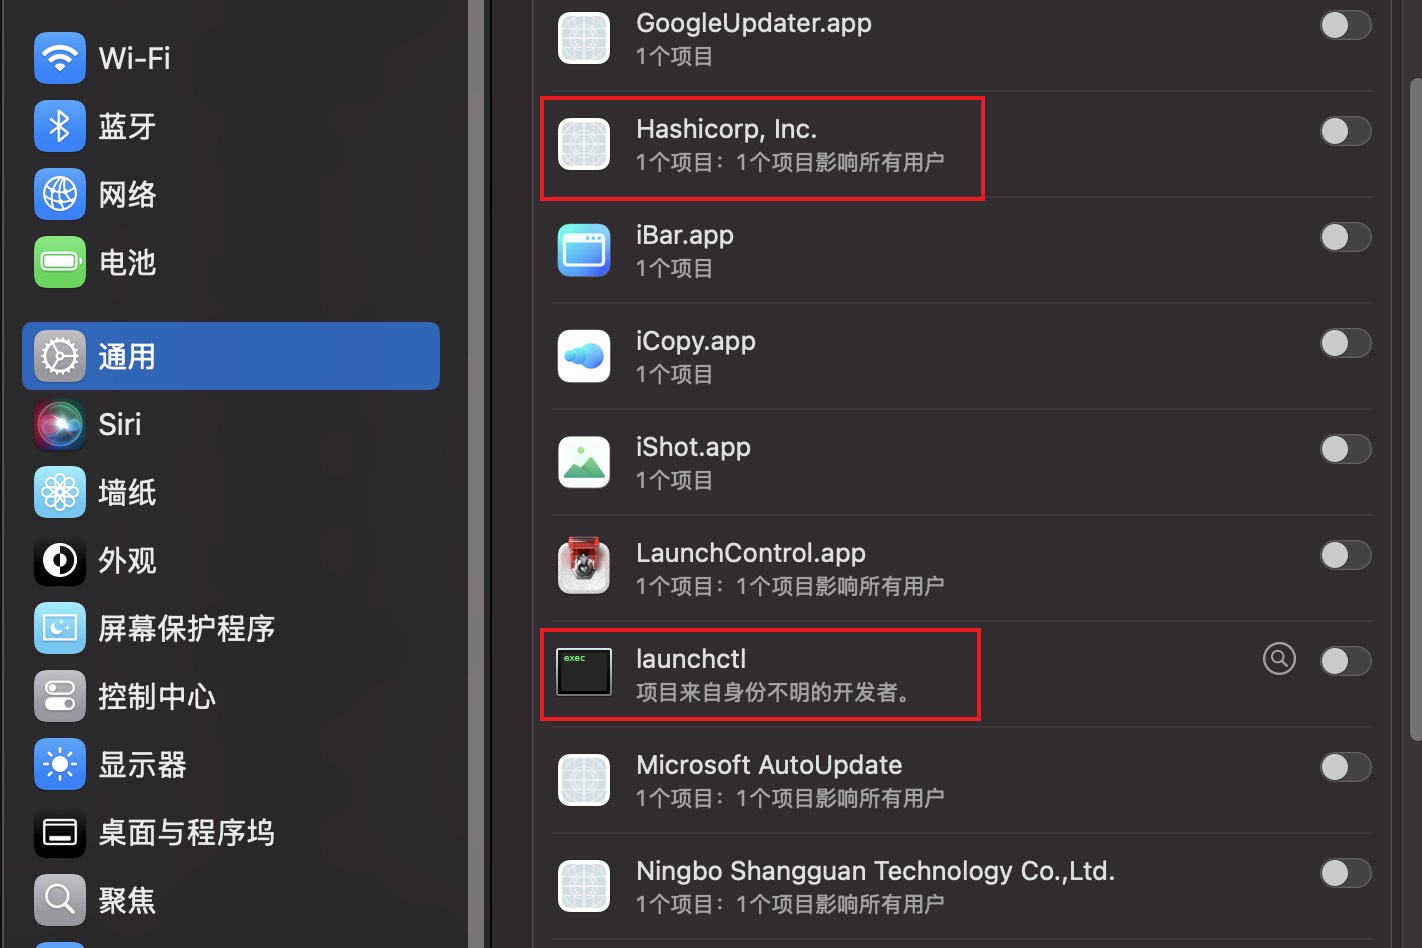 Wi-Fi
蓝牙
网络
电池
通用
Siri
墙纸
外观
屏幕保护程序
控制中心
显示器
桌面与程序坞
聚焦
GoogleUpdater.app
1个项目
Hashicorp, Inc.
1个项目：1个项目影响所有用户
iBar.app
1个项目
iCopy.app
1个项目
iShot.app
1个项目
LaunchControl.app
1个项目：1个项目影响所有用户
exec
launchctl
项目来自身份不明的开发者。
Microsoft AutoUpdate
1个项目：1个项目影响所有用户
Ningbo Shangguan Technology Co.,Ltd.
1个项目：1个项目影响所有用户